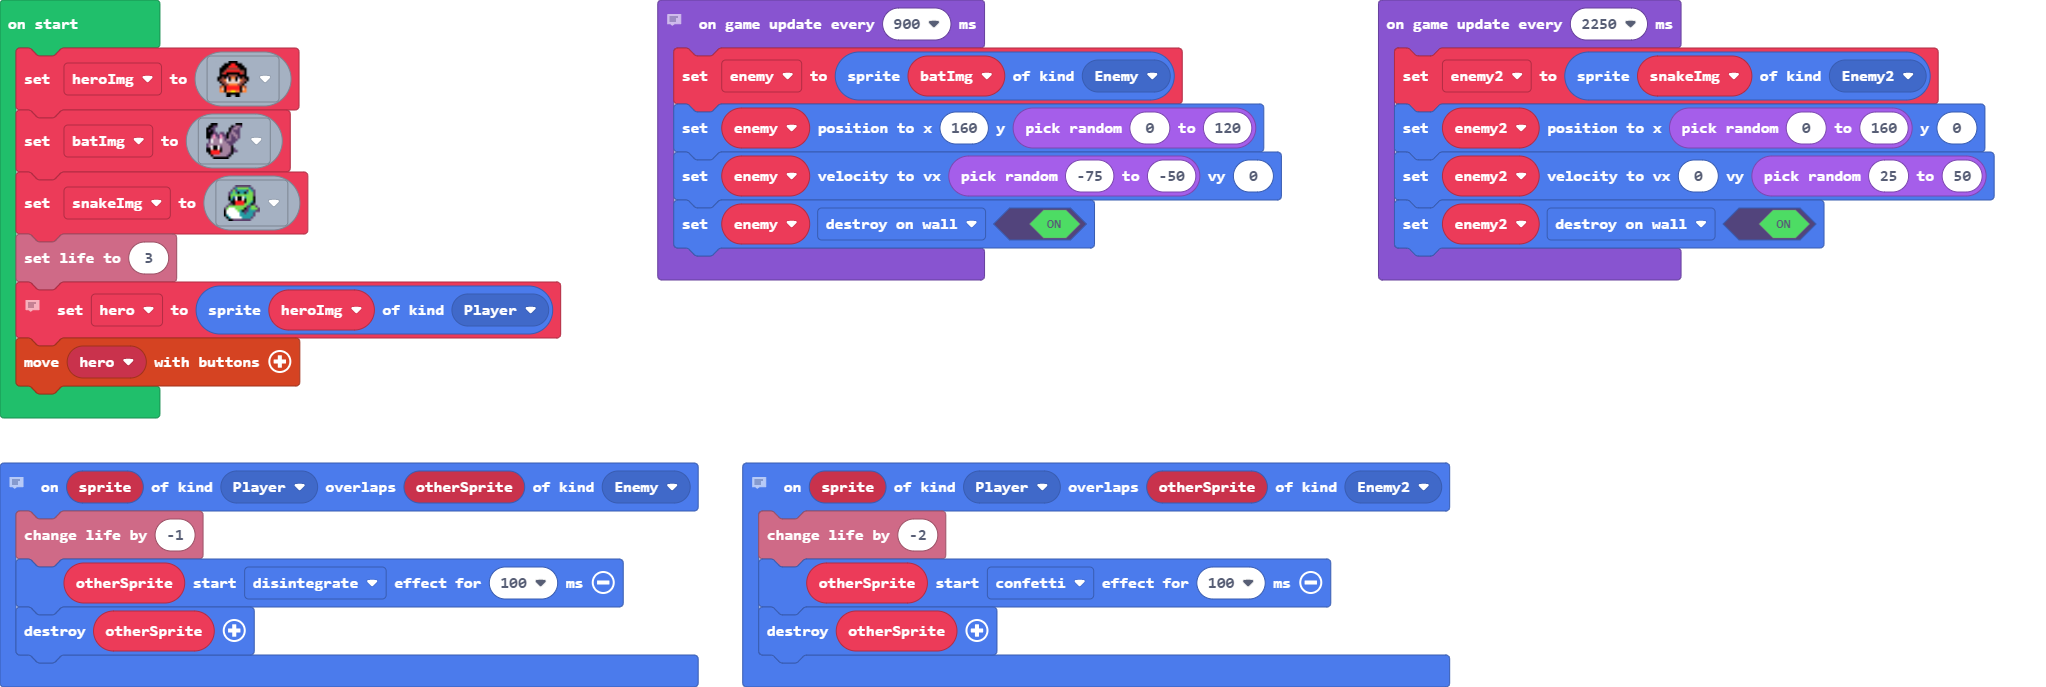 on start
set heroImg to
set batImg to
set snakeImg to
set life to 3
set hero to sprite heroImg of kind Player
move hero with buttons
on game update every 900 ms
set enemy to sprite batImg of kind Enemy
set enemy position to x 160 y pick random 0 to 120
set enemy velocity to vx pick random -75 to -50 vy 0
set enemy destroy on wall ON
on game update every 2250 ms
set enemy2 to sprite snakeImg of kind Enemy2
set enemy2 position to x pick random 0 to 160 y 0
set enemy2 velocity to vx 0 vy pick random 25 to 50
set enemy2 destroy on wall ON
on sprite of kind Player overlaps otherSprite of kind Enemy
change life by -1
otherSprite start disintegrate effect for 100 ms
destroy otherSprite
on sprite of kind Player overlaps otherSprite of kind Enemy2
change life by -2
otherSprite start confetti effect for 100 ms
destroy otherSprite